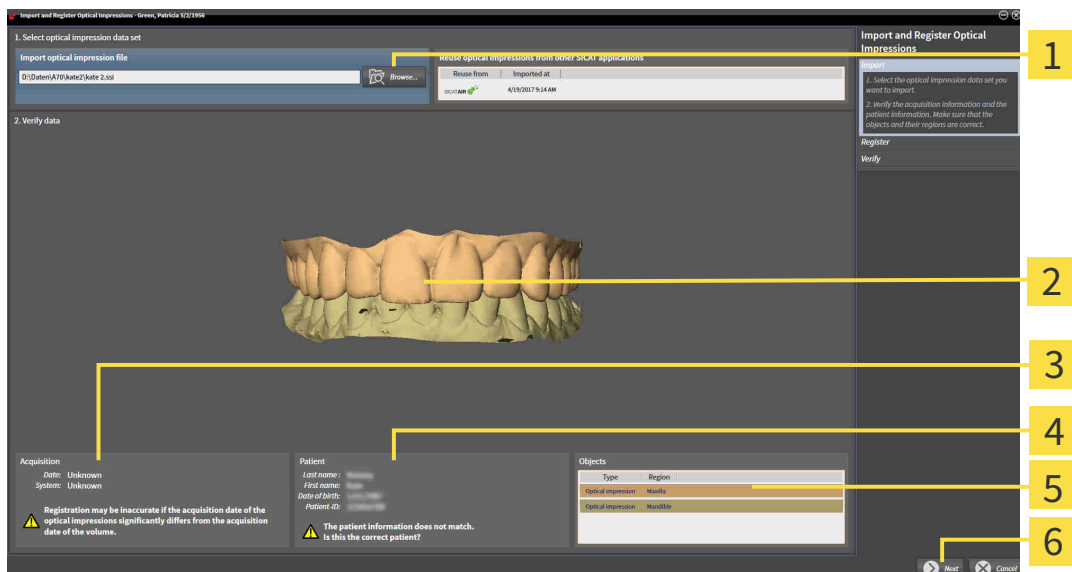 Import and Register Optical Impressions - Green, Patricia 5/2/1956
1. Select optical impression data set
Import optical impression file
D:\Daten\A70\kate2\kate 2.ssi
Browse...
Reuse optical impressions from other SICAT applications
Reuse from Imported at
SICATAIR 4/19/2017 9:14 AM
2. Verify data
Acquisition
Date: Unknown
System: Unknown
Registration may be inaccurate if the acquisition date of the
optical impressions significantly differs from the acquisition
date of the volume.
Patient
Last name :
First name:
Date of birth:
Patient-ID:
The patient information does not match.
Is this the correct patient?
Objects
Type Region
Optical impression Maxilla
Optical impression Mandible
Import and Register Optical
Impressions
Import
1. Select the optical impression data set you
want to import.
2. Verify the acquisition information and the
patient information. Make sure that the
objects and their regions are correct.
Register
Verify
Next
Cancel
1
2
3
4
5
6